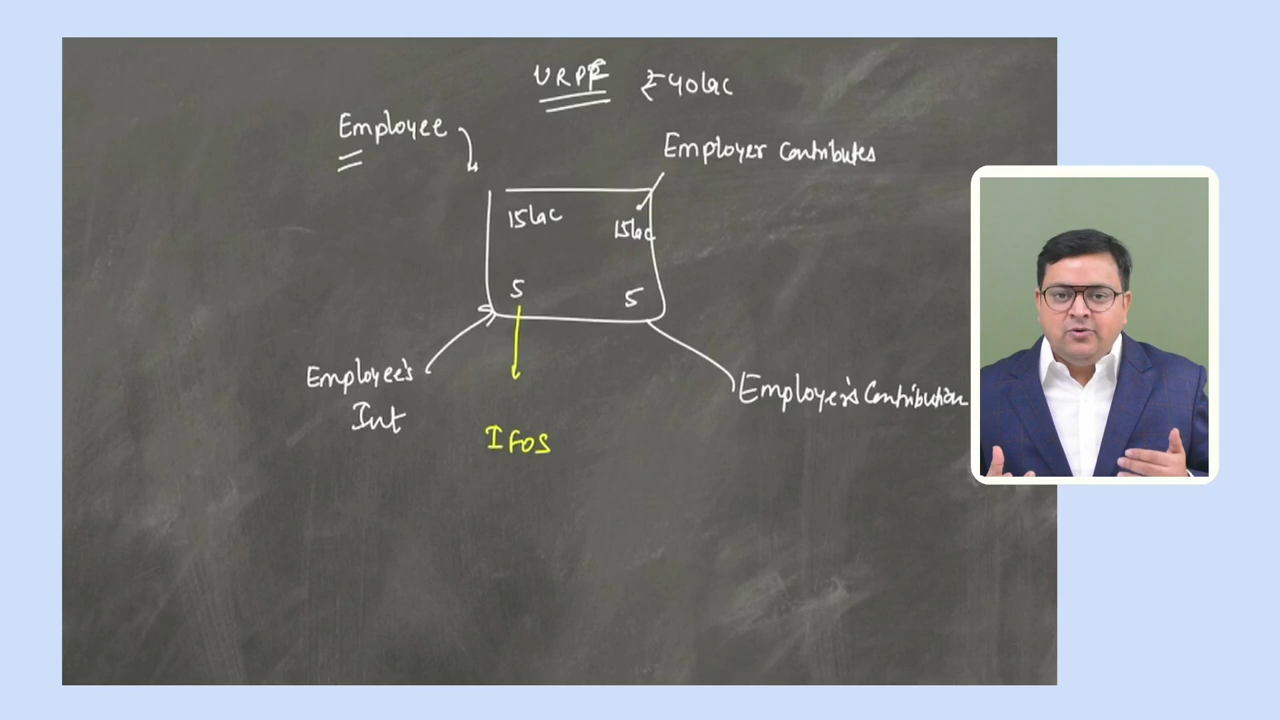 URPF ₹40lac
Employee
Employer Contributes
15lac 15lac
5 5
Employee's
Int
Employer's Contribution
IFOS